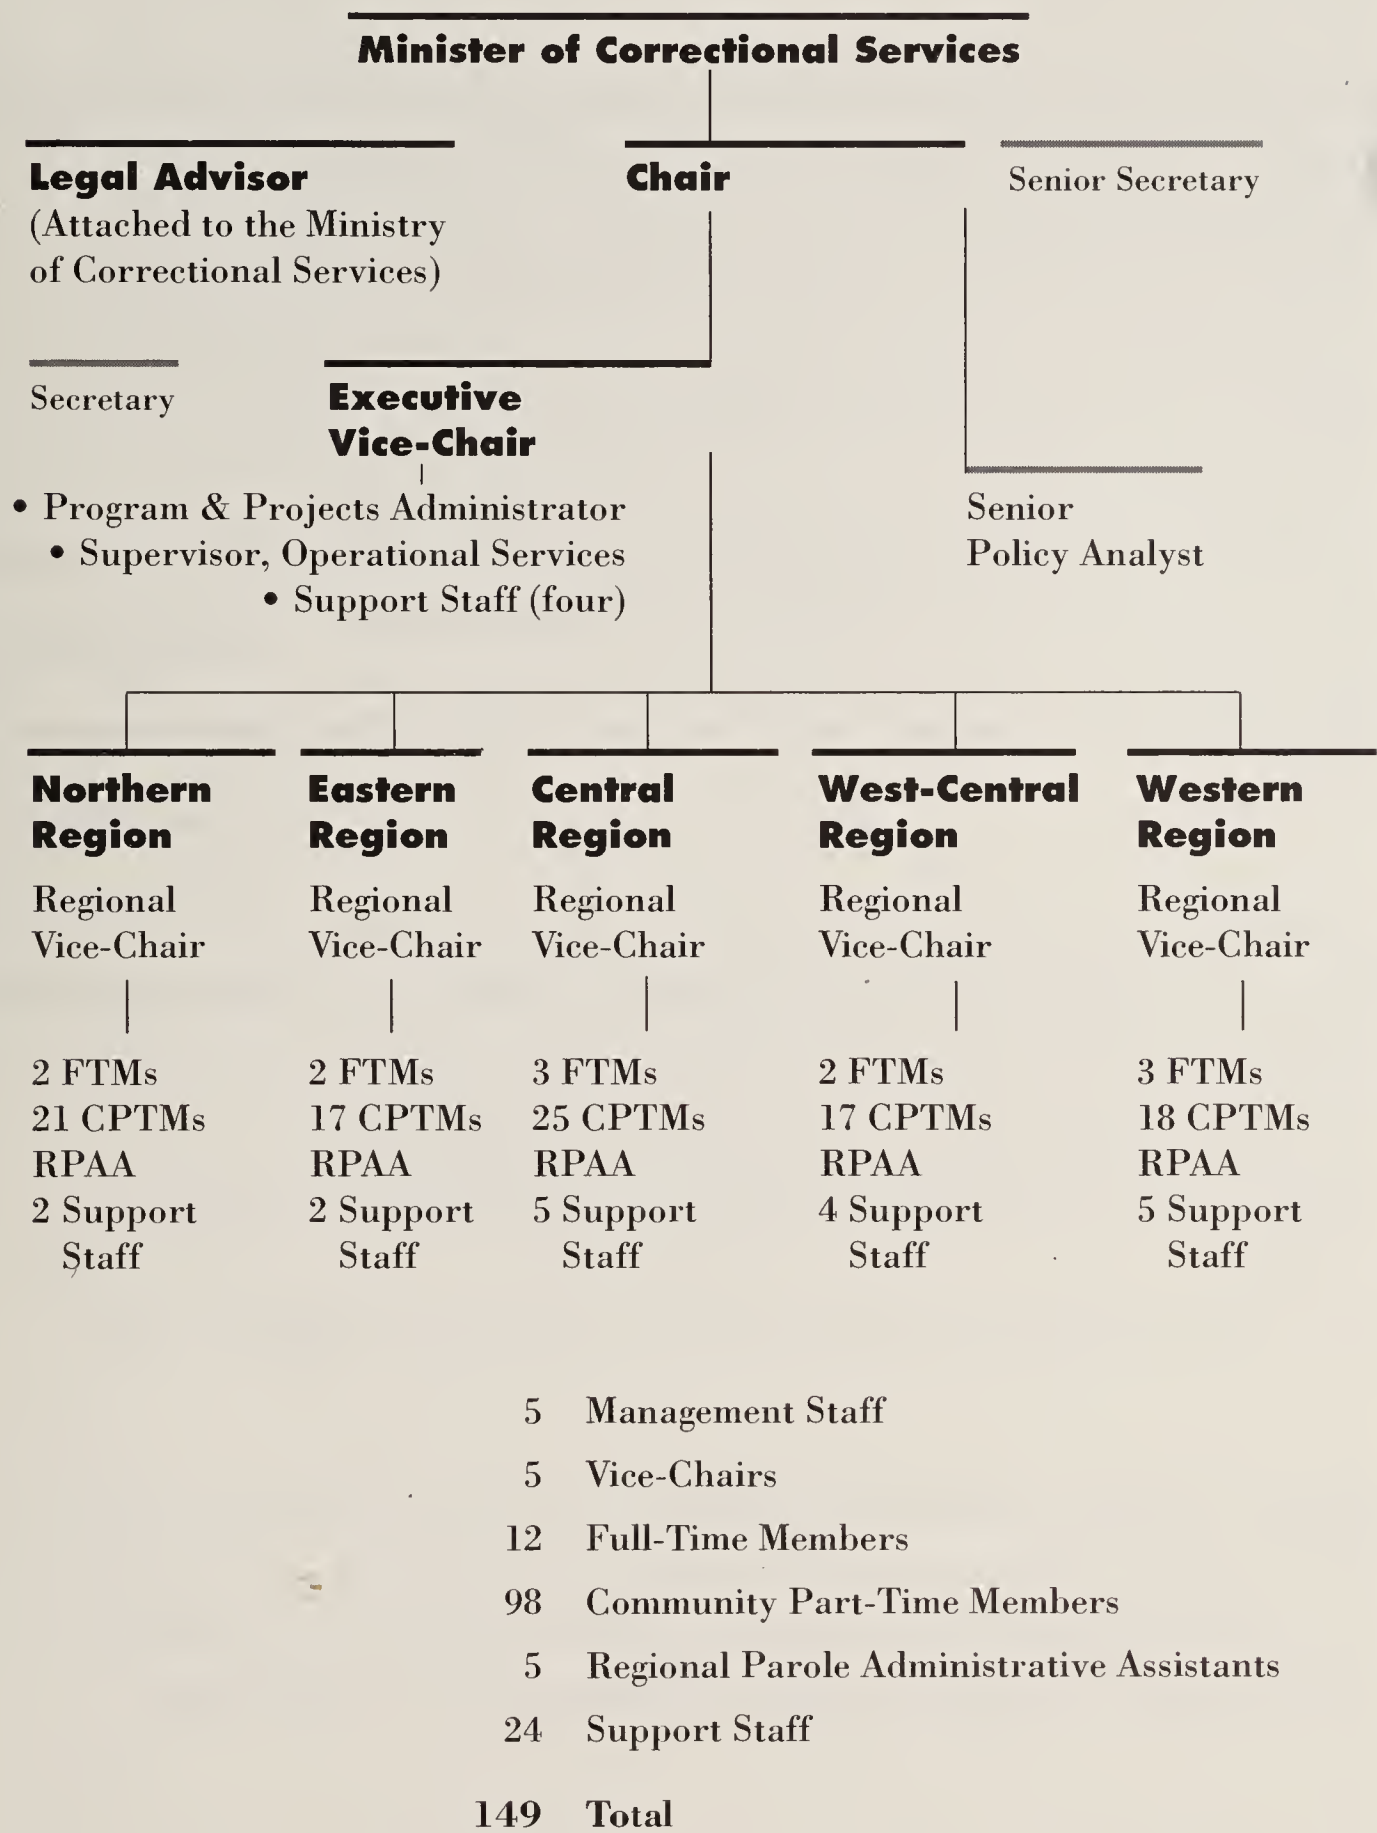 Minister of Correctional Services
Legal Advisor
(Attached to the Ministry
of Correctional Services)
Chair
Senior Secretary
Secretary
Executive
Vice-Chair
• Program & Projects Administrator
• Supervisor, Operational Services
• Support Staff (four)
Senior
Policy Analyst
Northern
Region
Regional
Vice-Chair
2 FTMs
21 CPTMs
RPAA
2 Support
Staff
Eastern
Region
Regional
Vice-Chair
2 FTMs
17 CPTMs
RPAA
2 Support
Staff
Central
Region
Regional
Vice-Chair
3 FTMs
25 CPTMs
RPAA
5 Support
Staff
West-Central
Region
Regional
Vice-Chair
2 FTMs
17 CPTMs
RPAA
4 Support
Staff
Western
Region
Regional
Vice-Chair
3 FTMs
18 CPTMs
RPAA
5 Support
Staff
5 Management Staff
5 Vice-Chairs
12 Full-Time Members
98 Community Part-Time Members
5 Regional Parole Administrative Assistants
24 Support Staff
149 Total